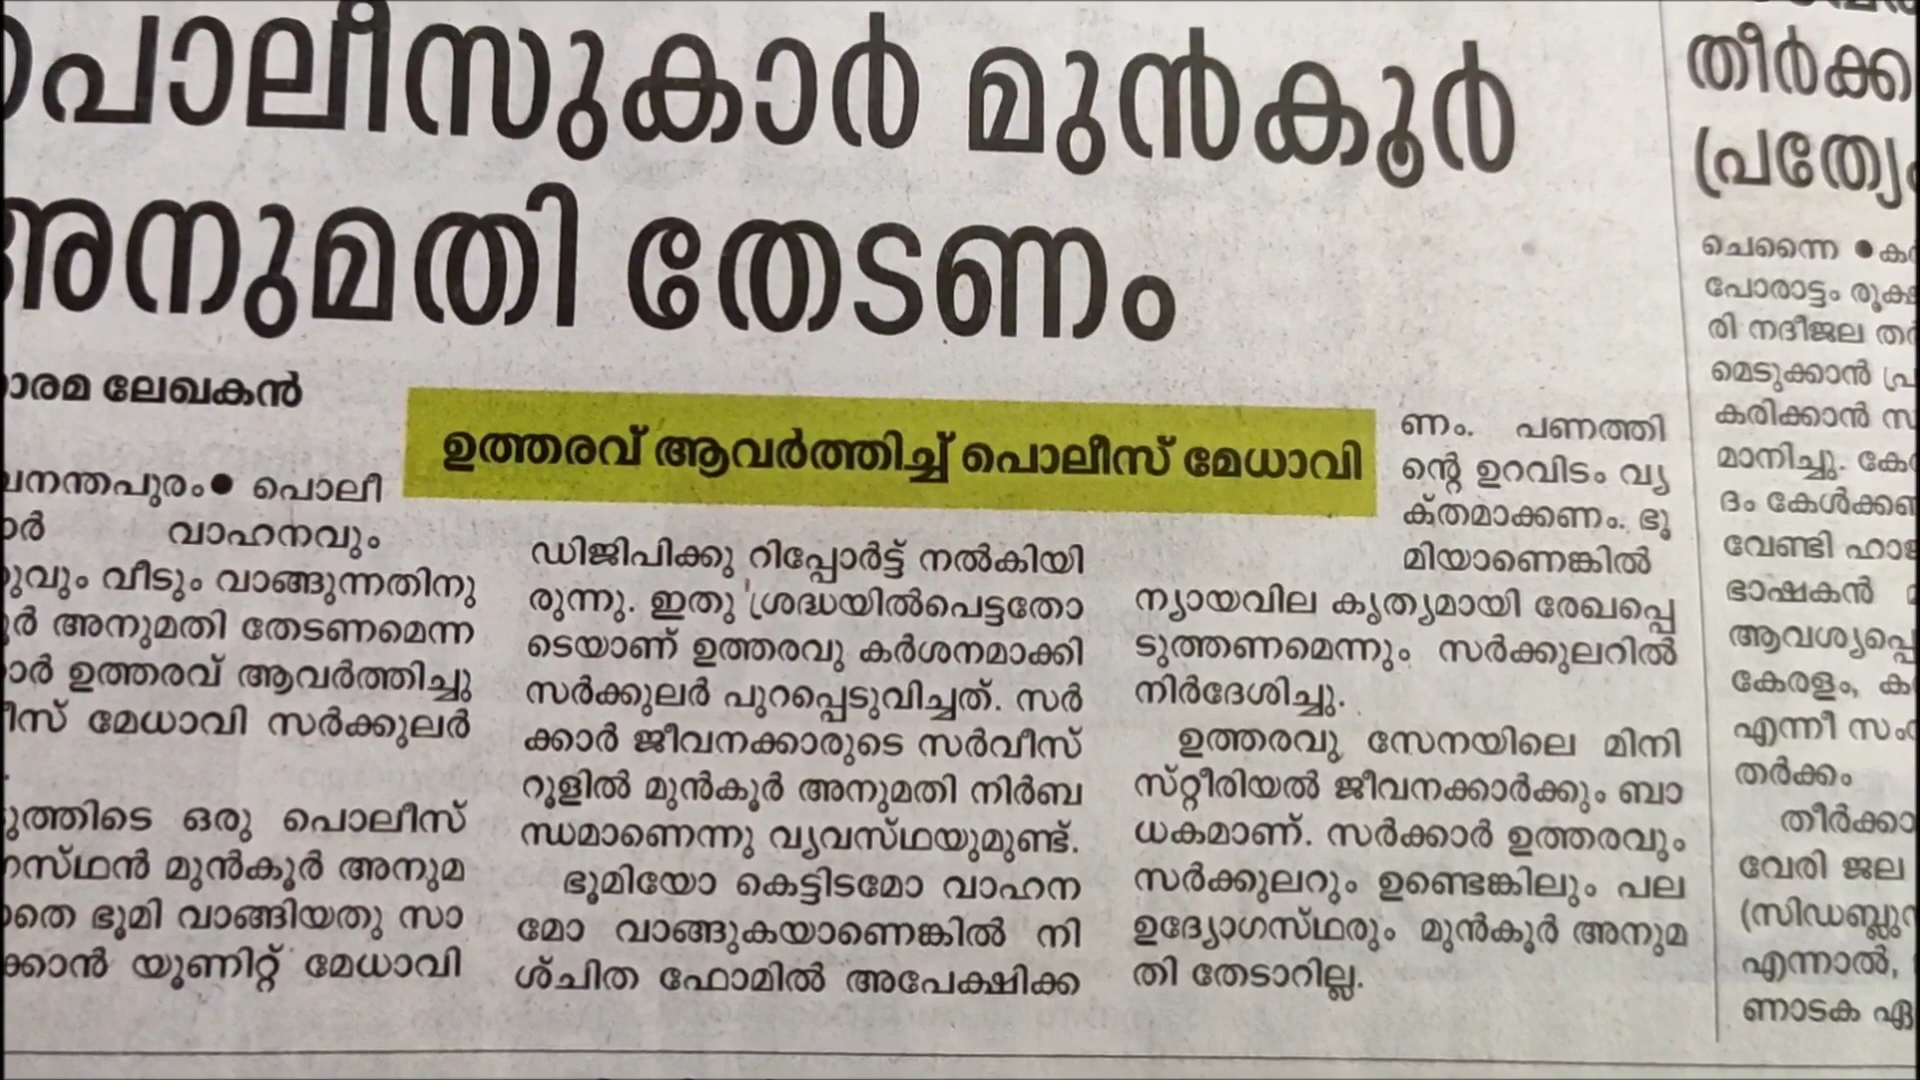 പൊലീസുകാർ മുൻകൂർ
അനുമതി തേടണം
ലേഖകൻ
ഉത്തരവ് ആവർത്തിച്ച് പൊലീസ് മേധാവി
പൊലീ
വാഹനവും
വീടും വാങ്ങുന്നതിനു
അനുമതി തേടണമെന്ന
ഉത്തരവ് ആവർത്തിച്ചു
മേധാവി സർക്കുലർ
ഒരു പൊലീസ്
മുൻകൂർ അനുമ
ഭൂമി വാങ്ങിയതു സാ
യൂണിറ്റ് മേധാവി
ഡിജിപിക്കു റിപ്പോർട്ട് നൽകിയി
രുന്നു. ഇതു ശ്രദ്ധയിൽപെട്ടതോ
ടെയാണ് ഉത്തരവു കർശനമാക്കി
സർക്കുലർ പുറപ്പെടുവിച്ചത്. സർ
ക്കാർ ജീവനക്കാരുടെ സർവീസ്
റൂളിൽ മുൻകൂർ അനുമതി നിർബ
ന്ധമാണെന്നു വ്യവസ്ഥയുമുണ്ട്.
ഭൂമിയോ കെട്ടിടമോ വാഹന
മോ വാങ്ങുകയാണെങ്കിൽ നി
ശ്ചിത ഫോമിൽ അപേക്ഷിക്ക
ണം. പണത്തി
ന്റെ ഉറവിടം വ്യ
ക്തമാക്കണം. ഭൂ
മിയാണെങ്കിൽ
ന്യായവില കൃത്യമായി രേഖപ്പെ
ടുത്തണമെന്നും സർക്കുലറിൽ
നിർദേശിച്ചു.
ഉത്തരവു സേനയിലെ മിനി
സ്റ്റീരിയൽ ജീവനക്കാർക്കും ബാ
ധകമാണ്. സർക്കാർ ഉത്തരവും
സർക്കുലറും ഉണ്ടെങ്കിലും പല
ഉദ്യോഗസ്ഥരും മുൻകൂർ അനുമ
തി തേടാറില്ല.
തീർക്ക
ചെന്നൈ ●
പോരാട്ടം
രി നദീജല
മെടുക്കാൻ
കരിക്കാൻ
മാനിച്ചു.
ദം
വേണ്ടി
ഭാഷകൻ
കേരളം,
എന്നീ
തർക്കം
വേരി ജല
എന്നാൽ,
ണാടക